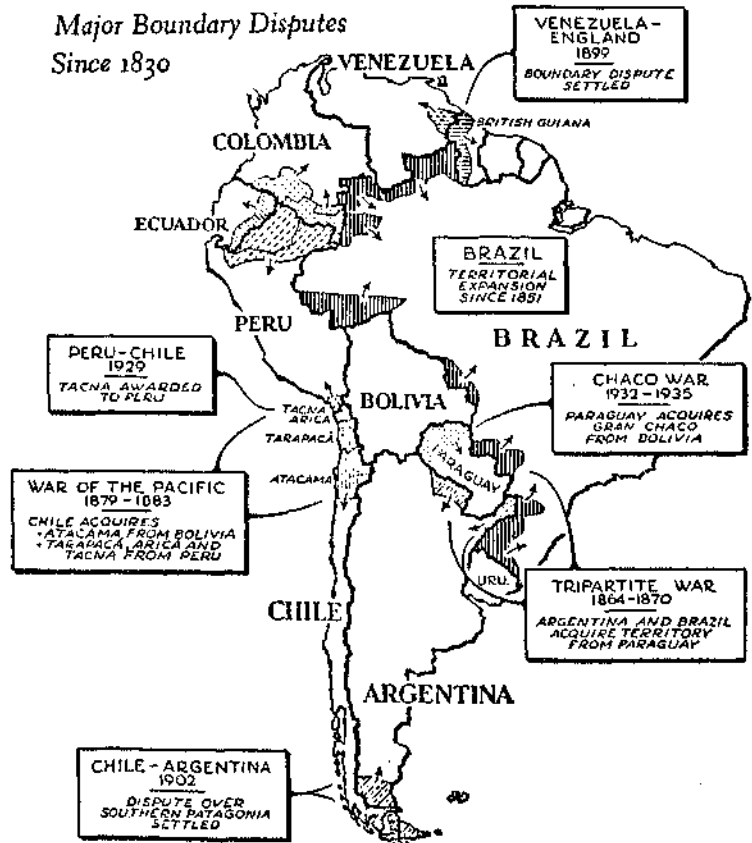 Major Boundary Disputes
Since 1830
VENEZUELA-
ENGLAND
1899
BOUNDARY DISPUTE
SETTLED
VENEZUELA
BRITISH GUIANA
COLOMBIA
ECUADOR
BRAZIL
TERRITORIAL
EXPANSION
SINCE 1851
PERU
BRAZIL
PERU-CHILE
1929
TACNA AWARDED
TO PERU
CHACO WAR
1932-1935
PARAGUAY ACQUIRES
GRAN CHACO
FROM BOLIVIA
BOLIVIA
TACNA
ARICA
TARAPACÁ
ATACAMA
PARAGUAY
WAR OF THE PACIFIC
1879-1883
CHILE ACQUIRES
•ATACAMA FROM BOLIVIA
•TARAPACÁ, ARICA AND
TACNA FROM PERU
URU.
TRIPARTITE WAR
1864-1870
ARGENTINA AND BRAZIL
ACQUIRE TERRITORY
FROM PARAGUAY
CHILE
ARGENTINA
CHILE-ARGENTINA
1902
DISPUTE OVER
SOUTHERN PATAGONIA
SETTLED